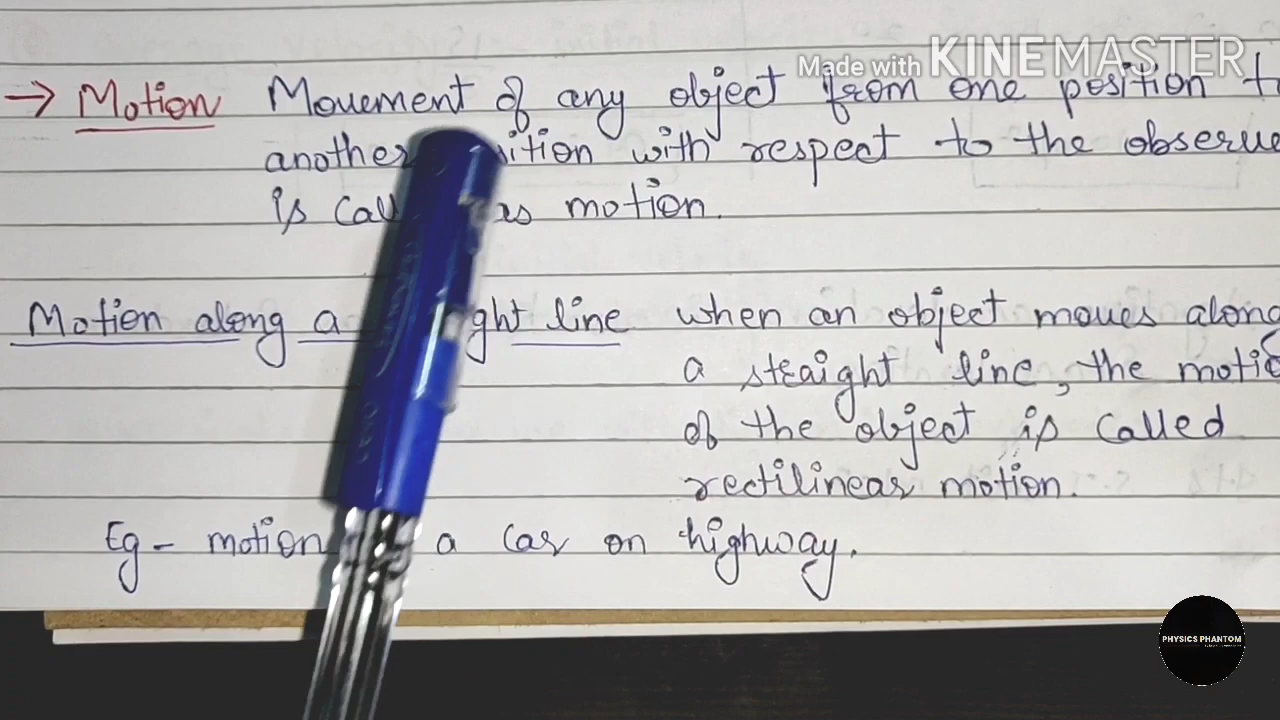 Made with KINEMASTER
→ Motion Movement of any object from one position
another with respect to the
is as motion.
Motion along a line when an object moves along
a straight line, the
of the object is called
rectilinear motion.
Eg - motion a car on highway.
PHYSICS PHANTOM